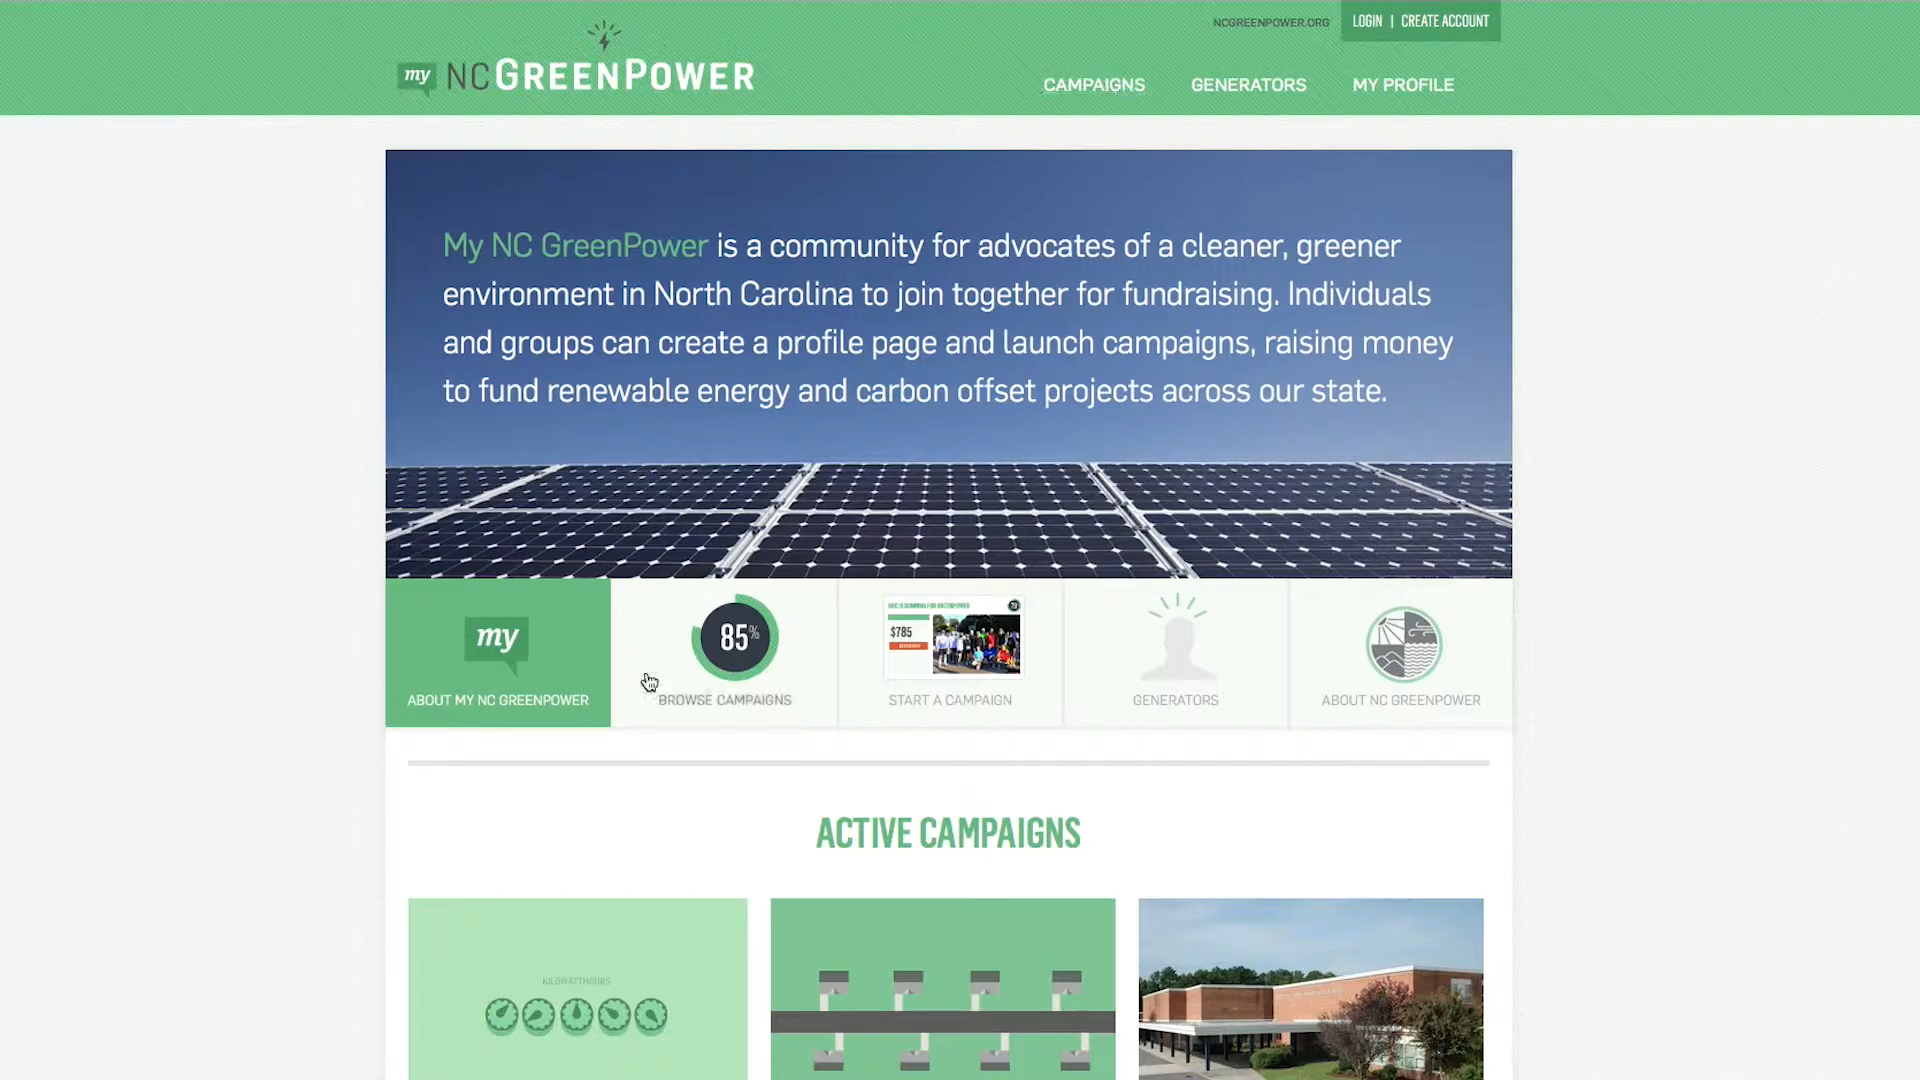 NCGREENPOWER.ORG
LOGIN | CREATE ACCOUNT
my NCGREENPOWER
CAMPAIGNS GENERATORS MY PROFILE
My NC GreenPower is a community for advocates of a cleaner, greener
environment in North Carolina to join together for fundraising. Individuals
and groups can create a profile page and launch campaigns, raising money
to fund renewable energy and carbon offset projects across our state.
my
ABOUT MY NC GREENPOWER
85%
BROWSE CAMPAIGNS
$785
START A CAMPAIGN
GENERATORS
ABOUT NC GREENPOWER
ACTIVE CAMPAIGNS
KILOWATTHOURS